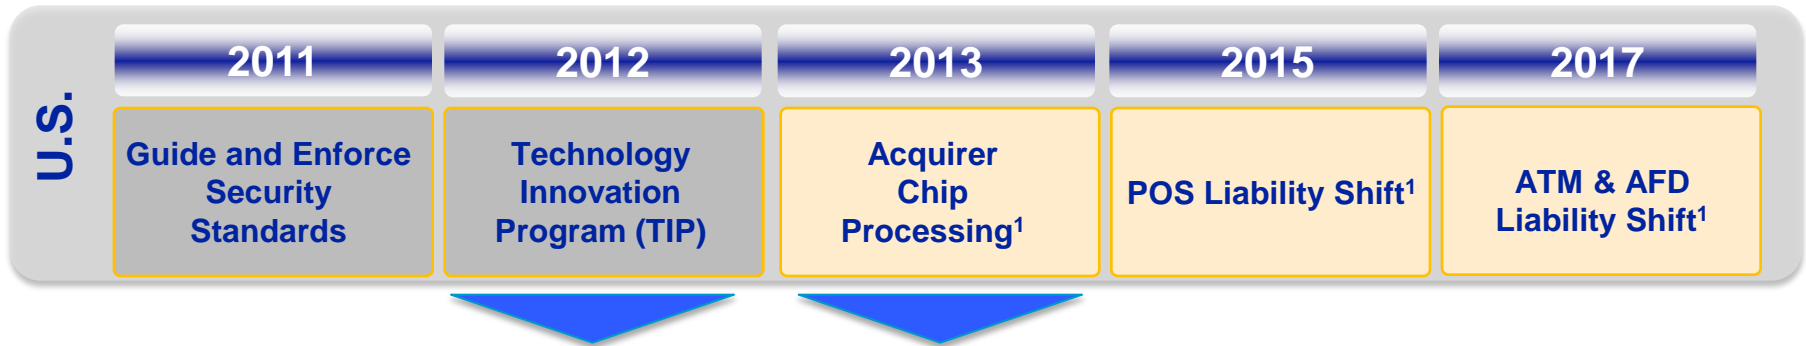 U.S.
2011
2012
2013
2015
2017
Guide and Enforce
Security
Standards
Technology
Innovation
Program (TIP)
Acquirer
Chip
Processing¹
POS Liability Shift¹
ATM & AFD
Liability Shift¹